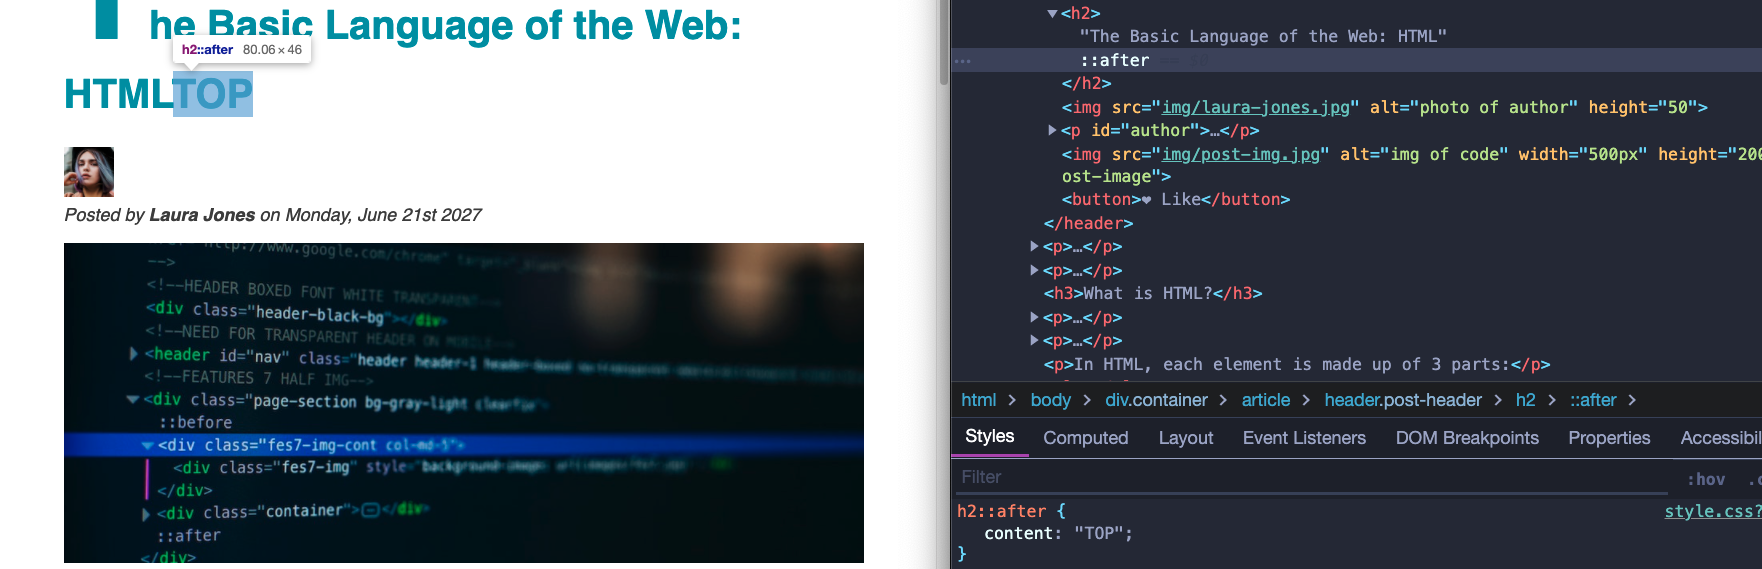 he Basic Language of the Web:
h2::after 80.06 × 46
HTMLTOP
Posted by Laura Jones on Monday, June 21st 2027
http://www.google.com/chrome"
-->
<!--HEADER BOXED FONT WHITE TRANSPARENT-->
<div class="header-black-bg"></div>
<!--NEED FOR TRANSPARENT HEADER ON MOBILE-->
<header id="nav" class="header header-1 header-boxed
<!--FEATURES 7 HALF IMG-->
<div class="page-section bg-gray-light clearfix">
::before
<div class="fes7-img-cont col-md-5">
<div class="fes7-img" style="background-image:
</div>
<div class="container"></div>
::after
</div>
<h2>
"The Basic Language of the Web: HTML"
::after
</h2>
<img src="img/laura-jones.jpg" alt="photo of author" height="50">
<p id="author">…</p>
<img src="img/post-img.jpg" alt="img of code" width="500px" height="200
ost-image">
<button>❤ Like</button>
</header>
<p>…</p>
<p>…</p>
<h3>What is HTML?</h3>
<p>…</p>
<p>…</p>
<p>In HTML, each element is made up of 3 parts:</p>
html > body > div.container > article > header.post-header > h2 > ::after >
Styles Computed Layout Event Listeners DOM Breakpoints Properties Accessibil
Filter :hov .c
h2::after { style.css?
content: "TOP";
}